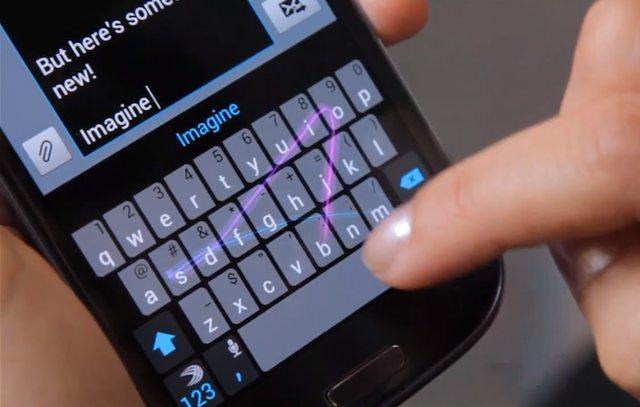 But here's some
new!
Imagine
Imagine
1 2 3 4 5 6 7 8 9 0
q w e r t y u i o p
@ # & * + = ( )
a s d f g h j k l
_ $ " ' : ; /
z x c v b n m
123 ,